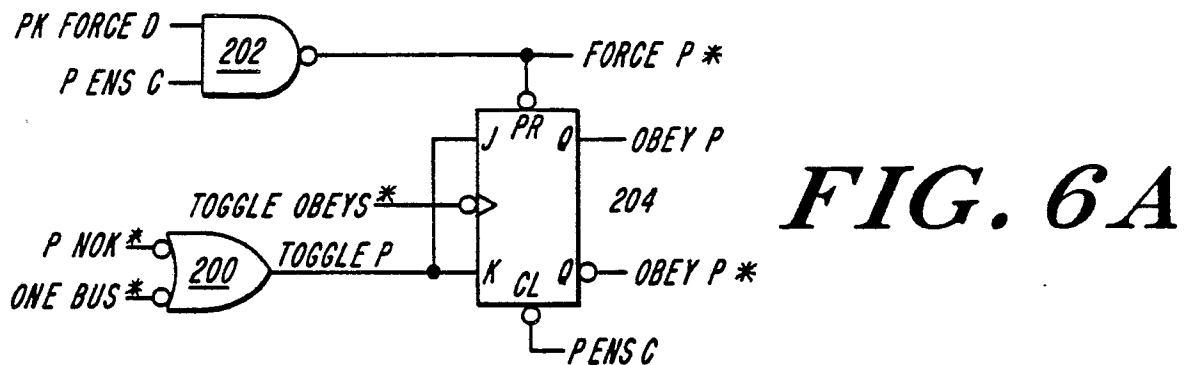 PK FORCE D
202
P ENS C
FORCE P *
PR
J
Q
OBEY P
TOGGLE OBEYS *
204
P NOK *
TOGGLE P
200
ONE BUS *
K
CL
Q
OBEY P *
P ENS C
FIG. 6A